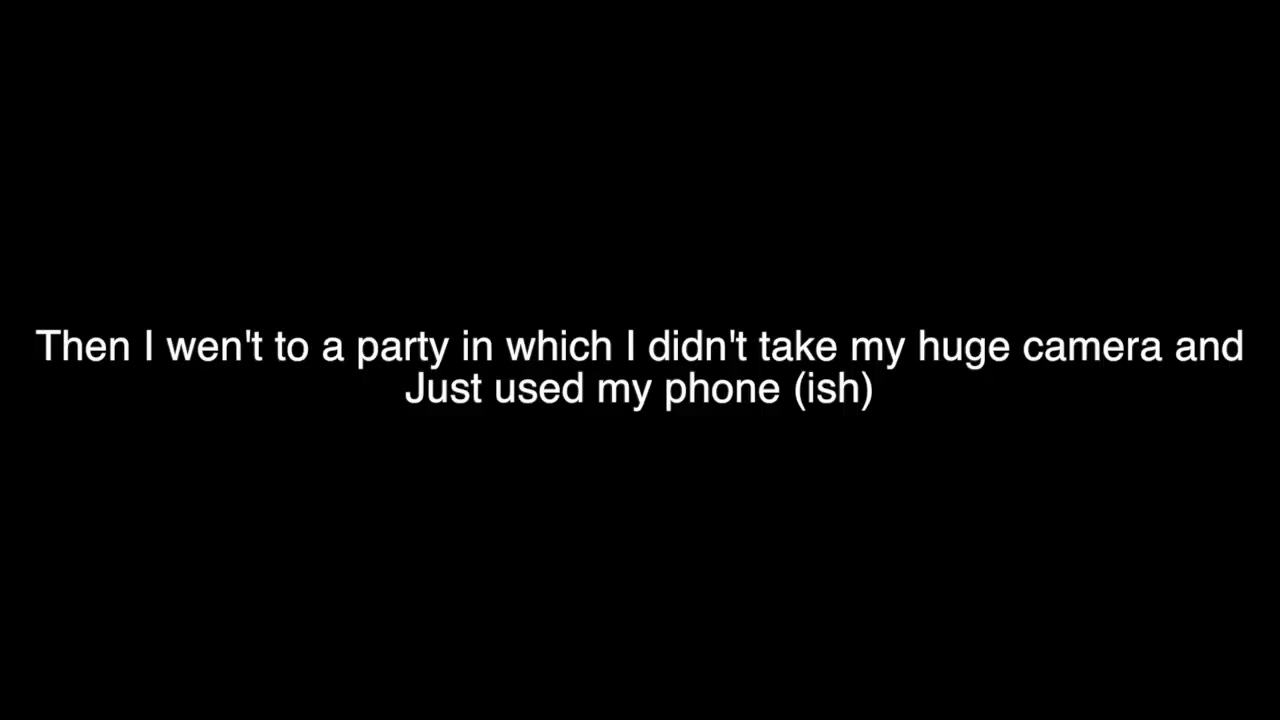 Then I wen't to a party in which I didn't take my huge camera and
Just used my phone (ish)